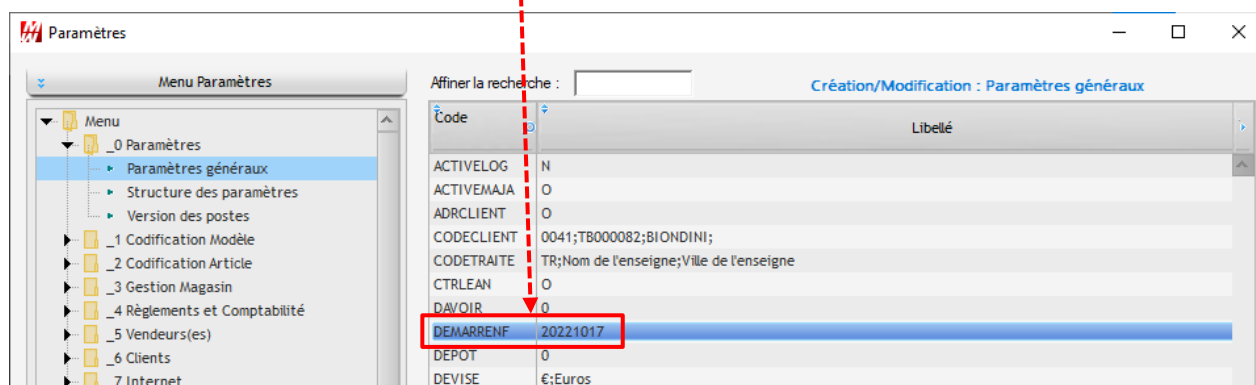 Paramètres
Menu Paramètres
Menu
_0 Paramètres
Paramètres généraux
Structure des paramètres
Version des postes
_1 Codification Modèle
_2 Codification Article
_3 Gestion Magasin
_4 Règlements et Comptabilité
_5 Vendeurs(es)
_6 Clients
_7 Internet
Affiner la recherche :
Création/Modification : Paramètres généraux
Code Libellé
ACTIVELOG N
ACTIVEMAJA O
ADRCLIENT O
CODECLIENT 0041;TB000082;BIONDINI;
CODETRAITE TR;Nom de l'enseigne;Ville de l'enseigne
CTRLEAN O
DAVOIR 0
DEMARRENF 20221017
DEPOT 0
DEVISE €;Euros